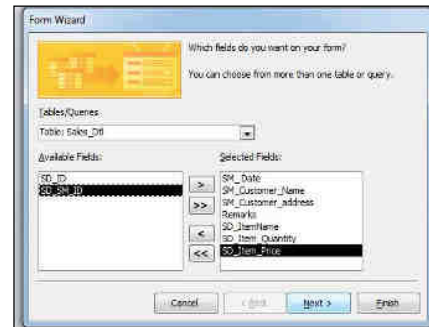 Form Wizard
Which fields do you want on your form?
You can choose from more than one table or query.
Tables/Queries
Table: Sales_Dtl
Available Fields:
Selected Fields:
SD_ID
SD_SM_ID
SM_Date
SM_Customer_Name
SM_Customer_address
Remarks
SD_ItemName
SD_Item_Quantity
SD_Item_Price
>
>>
<
<<
Cancel
< Back
Next >
Finish